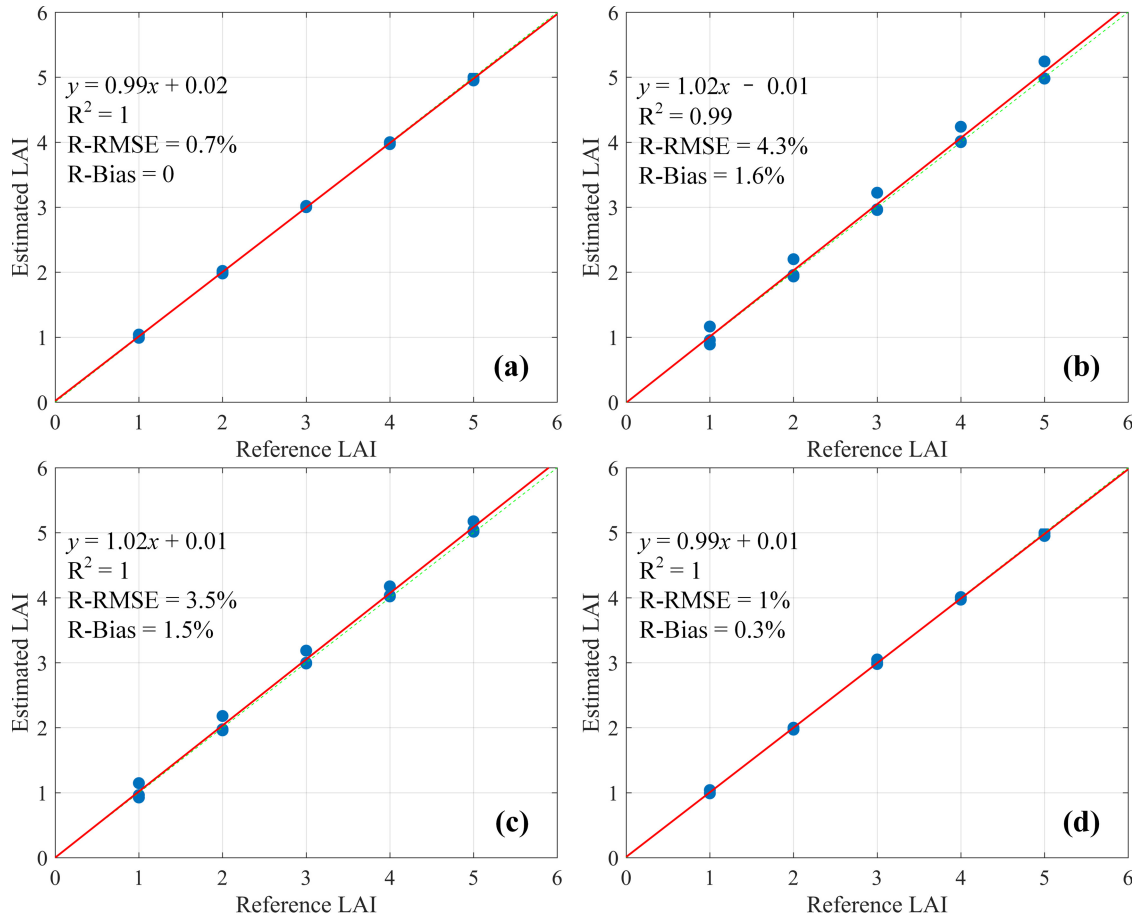 6
5
4
3
2
1
0
Estimated LAI
y = 0.99x + 0.02
R² = 1
R-RMSE = 0.7%
R-Bias = 0
(a)
0 1 2 3 4 5 6
Reference LAI
6
5
4
3
2
1
0
Estimated LAI
y = 1.02x - 0.01
R² = 0.99
R-RMSE = 4.3%
R-Bias = 1.6%
(b)
0 1 2 3 4 5 6
Reference LAI
6
5
4
3
2
1
0
Estimated LAI
y = 1.02x + 0.01
R² = 1
R-RMSE = 3.5%
R-Bias = 1.5%
(c)
0 1 2 3 4 5 6
Reference LAI
6
5
4
3
2
1
0
Estimated LAI
y = 0.99x + 0.01
R² = 1
R-RMSE = 1%
R-Bias = 0.3%
(d)
0 1 2 3 4 5 6
Reference LAI